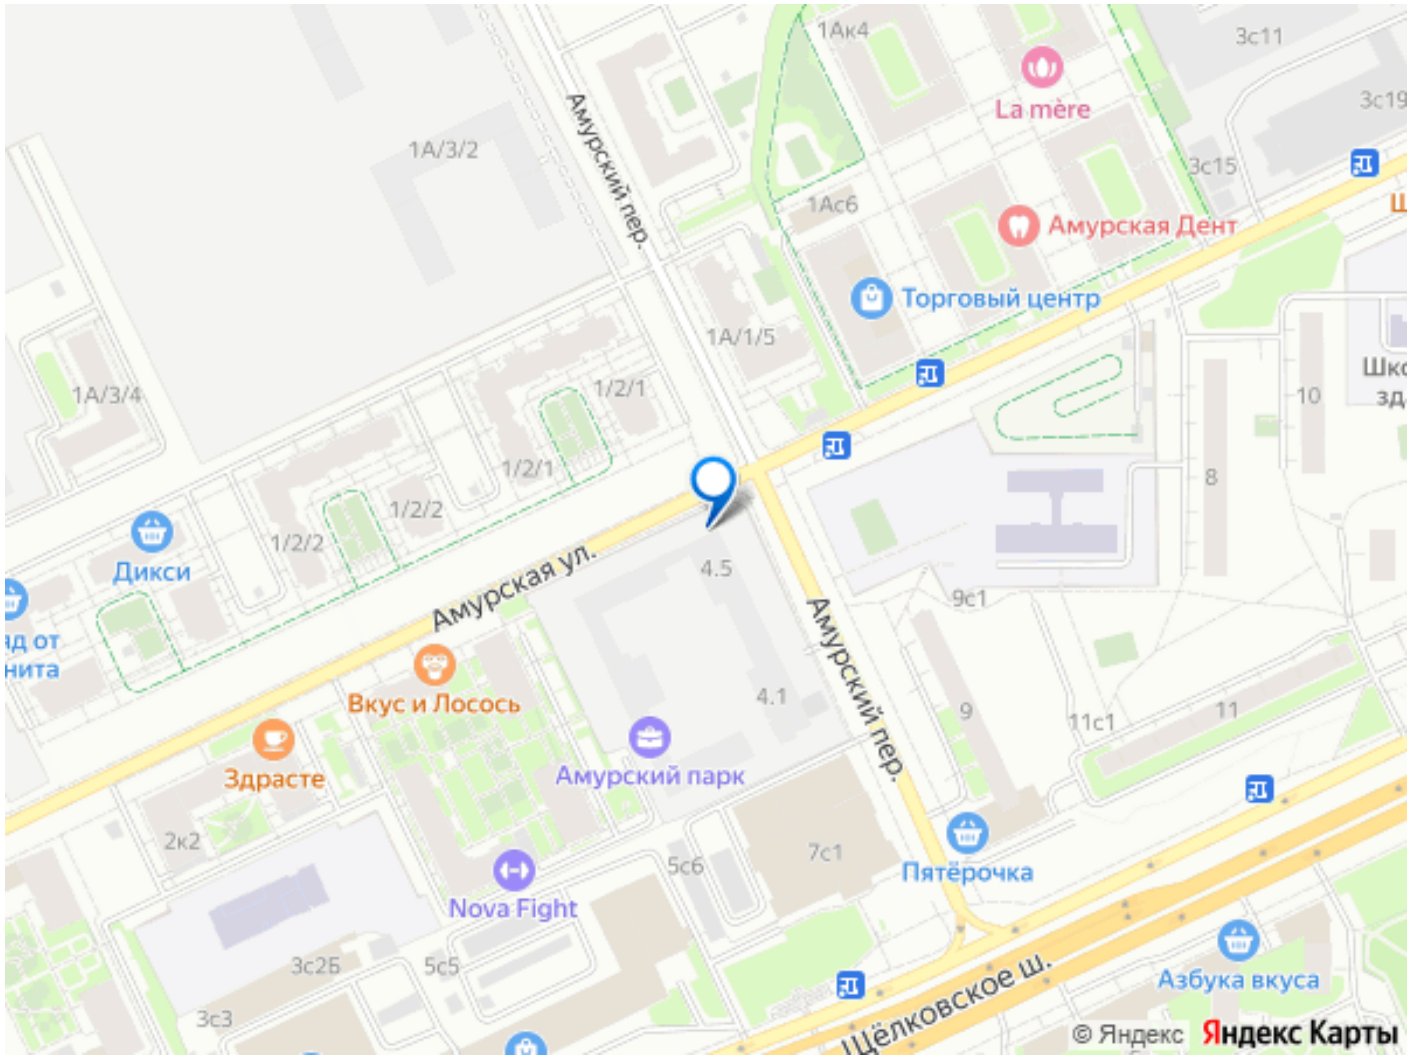 1Ак4
3с11
La mère
3с19
Амурский пер.
1А/3/2
3с15
1Ас6
Амурская Дент
Торговый центр
1А/1/5
1А/3/4
1/2/1
10
1/2/1
8
1/2/2
1/2/2
Дикси
4.5
Амурская ул.
9с1
Амурский пер.
Вкус и Лосось
4.1
9
11с1
11
Здрасте
Амурский парк
2к2
5с6
7с1
Пятёрочка
Nova Fight
3с2Б
5с5
Азбука вкуса
3с3
Щёлковское ш.
© Яндекс Яндекс Карты